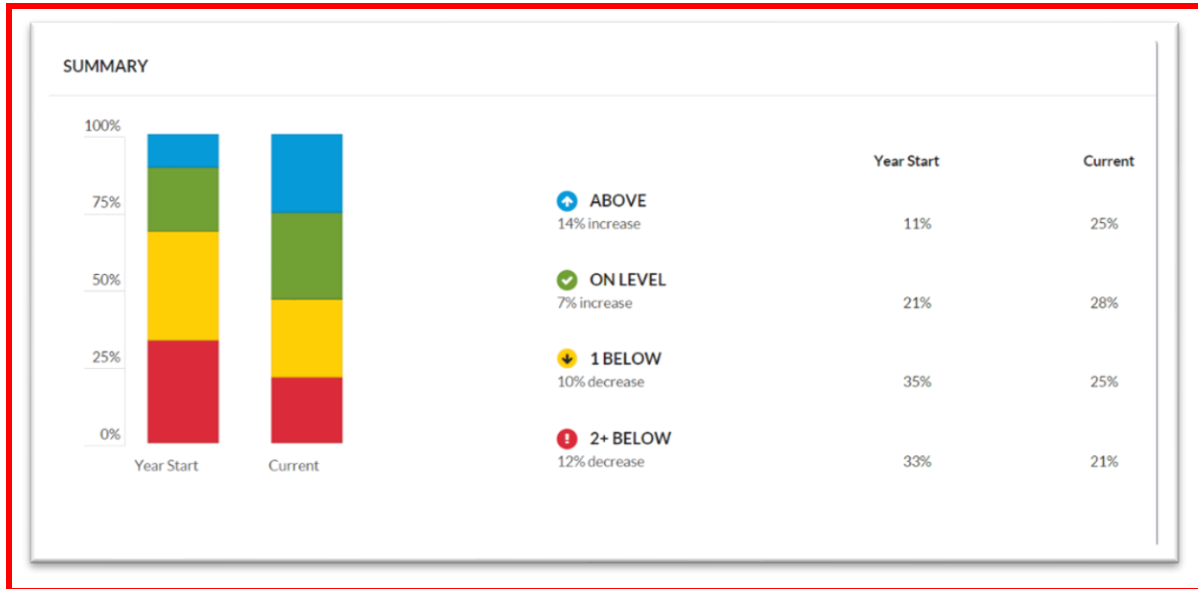 SUMMARY
100%
75%
50%
25%
0%
Year Start Current
Year Start Current
ABOVE
14% increase 11% 25%
ON LEVEL
7% increase 21% 28%
1 BELOW
10% decrease 35% 25%
2+ BELOW
12% decrease 33% 21%